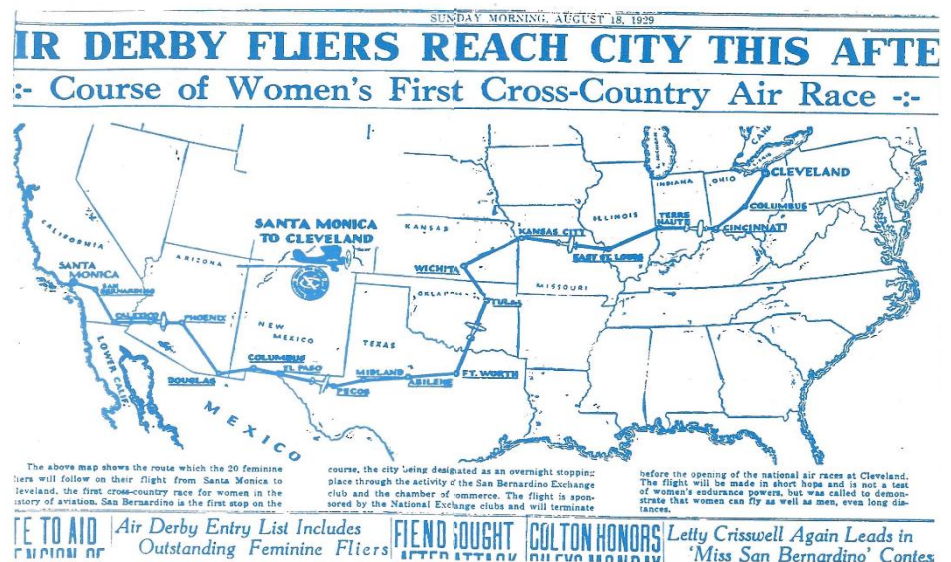 SUNDAY MORNING, AUGUST 18, 1929
IR DERBY FLIERS REACH CITY THIS AFTE
:- Course of Women's First Cross-Country Air Race -:-
CLEVELAND
INDIANA
OHIO
COLUMBUS
ILLINOIS
TERRE
HAUTE
CINCINNATI
CALIFORNIA
SANTA MONICA
TO CLEVELAND
KANSAS
KANSAS CITY
EAST ST. LOUIS
ARIZONA
WICHITA
SANTA
MONICA
SAN
BERNARDINO
OKLAHOMA
MISSOURI
TULSA
CALEXICO
PHOENIX
NEW
MEXICO
TEXAS
LOWER CALIF.
COLUMBUS
EL PASO
MIDLAND
FT. WORTH
DOUGLAS
PECOS
ABILENE
MEXICO
The above map shows the route which the 20 feminine
iers will follow on their flight from Santa Monica to
leveland, the first cross-country race for women in the
istory of aviation. San Bernardino is the first stop on the
course, the city being designated as an overnight stopping
place through the activity of the San Bernardino Exchange
club and the chamber of commerce. The flight is spon-
sored by the National Exchange clubs and will terminate
before the opening of the national air races at Cleveland.
The flight will be made in short hops and is not a test
of women's endurance powers, but was called to demon-
strate that women can fly as well as men, even long dis-
tances.
E TO AID
Air Derby Entry List Includes
Outstanding Feminine Fliers
FIEND SOUGHT
AFTER ATTACK
COLTON HONORS
MONDAY
Letty Crisswell Again Leads in
'Miss San Bernardino' Contes